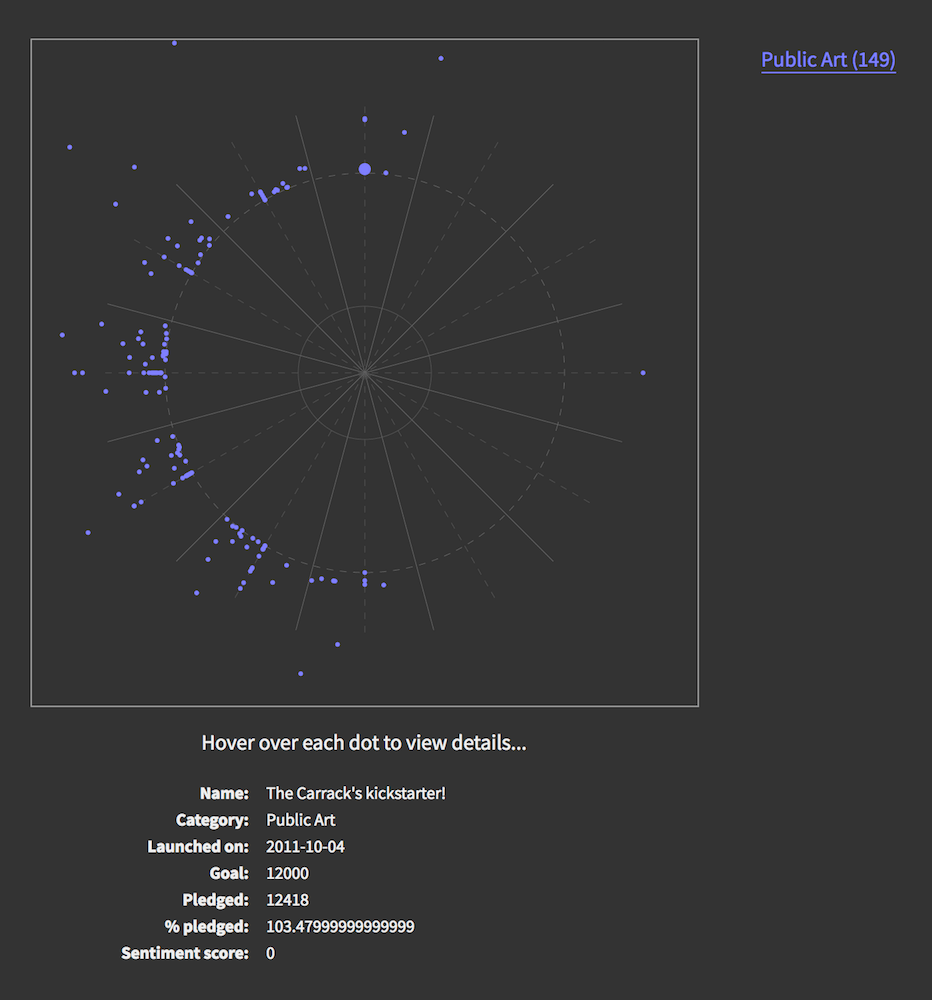 Public Art (149)
Hover over each dot to view details...
Name: The Carrack's kickstarter!
Category: Public Art
Launched on: 2011-10-04
Goal: 12000
Pledged: 12418
% pledged: 103.47999999999999
Sentiment score: 0